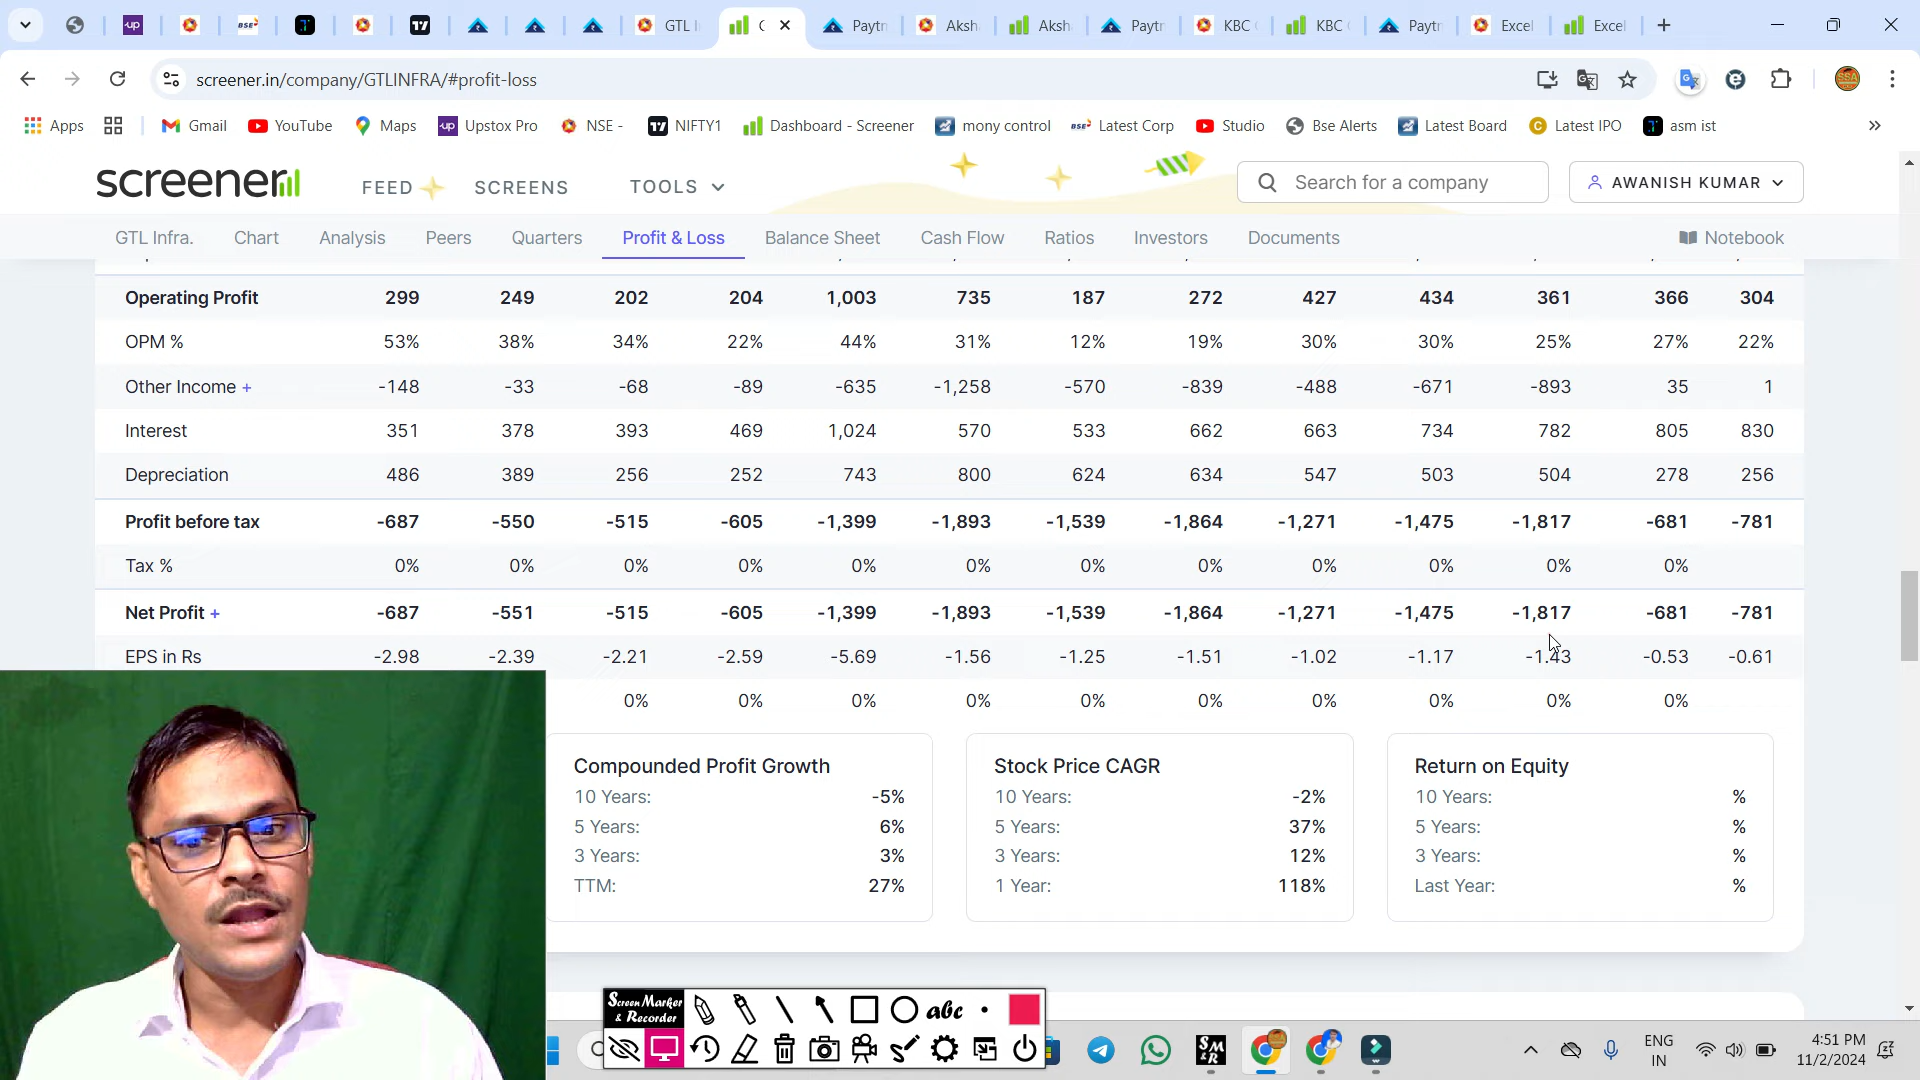 GTL I
C
Paytm
Aksh
Aksh
Paytr
KBC
KBC
Paytr
Excel
Excel
screener.in/company/GTLINFRA/#profit-loss
Apps
Gmail
YouTube
Maps
Upstox Pro
NSE -
NIFTY1
Dashboard - Screener
mony control
Latest Corp
Studio
Bse Alerts
Latest Board
Latest IPO
asm ist
screener
FEED
SCREENS
TOOLS
Search for a company
AWANISH KUMAR
GTL Infra. Chart Analysis Peers Quarters Profit & Loss Balance Sheet Cash Flow Ratios Investors Documents Notebook
Operating Profit 299 249 202 204 1,003 735 187 272 427 434 361 366 304
OPM % 53% 38% 34% 22% 44% 31% 12% 19% 30% 30% 25% 27% 22%
Other Income + -148 -33 -68 -89 -635 -1,258 -570 -839 -488 -671 -893 35 1
Interest 351 378 393 469 1,024 570 533 662 663 734 782 805 830
Depreciation 486 389 256 252 743 800 624 634 547 503 504 278 256
Profit before tax -687 -550 -515 -605 -1,399 -1,893 -1,539 -1,864 -1,271 -1,475 -1,817 -681 -781
Tax % 0% 0% 0% 0% 0% 0% 0% 0% 0% 0% 0% 0%
Net Profit + -687 -551 -515 -605 -1,399 -1,893 -1,539 -1,864 -1,271 -1,475 -1,817 -681 -781
EPS in Rs -2.98 -2.39 -2.21 -2.59 -5.69 -1.56 -1.25 -1.51 -1.02 -1.17 -1.43 -0.53 -0.61
0% 0% 0% 0% 0% 0% 0% 0% 0% 0%
Compounded Profit Growth
10 Years: -5%
5 Years: 6%
3 Years: 3%
TTM: 27%
Stock Price CAGR
10 Years: -2%
5 Years: 37%
3 Years: 12%
1 Year: 118%
Return on Equity
10 Years: %
5 Years: %
3 Years: %
Last Year: %
Screen Marker
& Recorder
abc
ENG
IN
4:51 PM
11/2/2024